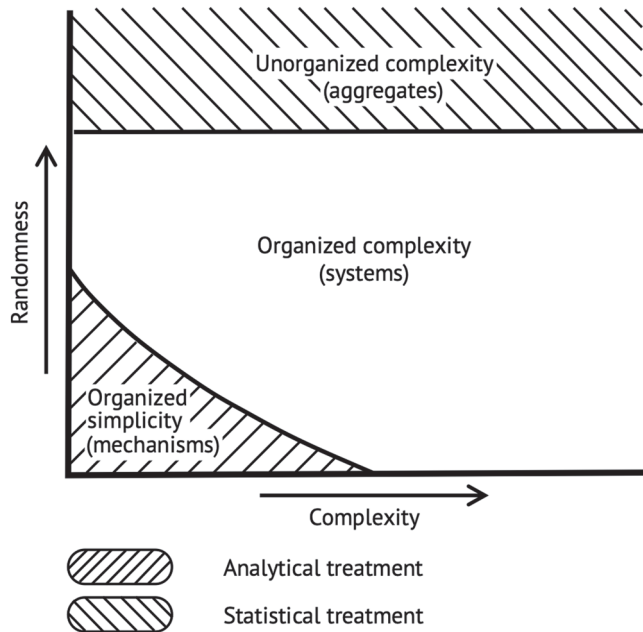 Unorganized complexity
(aggregates)
Randomness
Organized complexity
(systems)
Organized
simplicity
(mechanisms)
Complexity
Analytical treatment
Statistical treatment